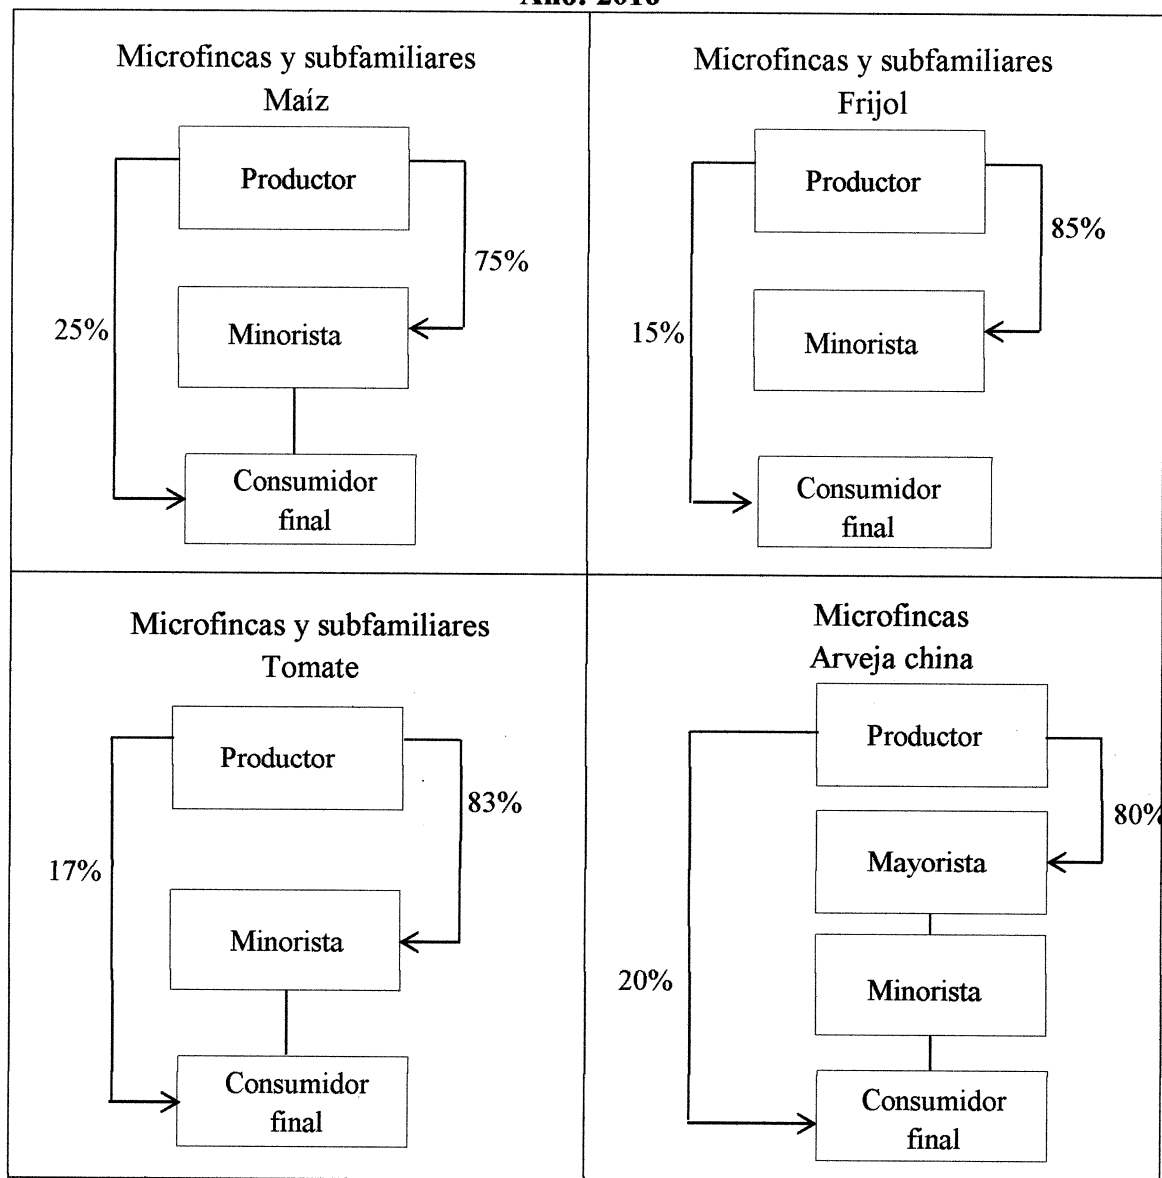 Microfincas y subfamiliares
Maíz
Productor
75%
25%
Minorista
Consumidor
final
Microfincas y subfamiliares
Frijol
Productor
85%
15%
Minorista
Consumidor
final
Microfincas y subfamiliares
Tomate
Productor
83%
17%
Minorista
Consumidor
final
Microfincas
Arveja china
Productor
80%
Mayorista
20%
Minorista
Consumidor
final